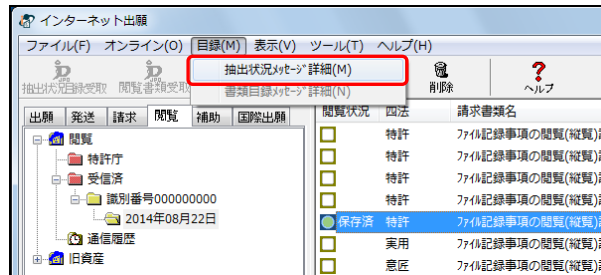 インターネット出願
ファイル(F) オンライン(O) 目録(M) 表示(V) ツール(T) ヘルプ(H)
抽出状況目録受取 閲覧書類受取 削除 ヘルプ
抽出状況メッセージ詳細(M)
書類目録メッセージ詳細(N)
出願 発送 請求 閲覧 補助 国際出願
閲覧
特許庁
受信済
識別番号000000000
2014年08月22日
通信履歴
旧資産
閲覧状況 四法 請求書類名
特許 ファイル記録事項の閲覧(縦覧)
特許 ファイル記録事項の閲覧(縦覧)
特許 ファイル記録事項の閲覧(縦覧)
特許 ファイル記録事項の閲覧(縦覧)
保存済 特許 ファイル記録事項の閲覧(縦覧)
実用 ファイル記録事項の閲覧(縦覧)
意匠 ファイル記録事項の閲覧(縦覧)